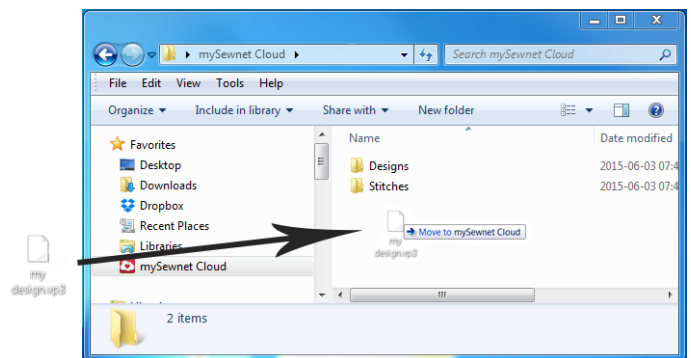 mySewnet Cloud
Search mySewnet Cloud
File Edit View Tools Help
Organize Include in library Share with New folder
Favorites
Desktop
Downloads
Dropbox
Recent Places
Libraries
mySewnet Cloud
Name Date modified
Designs 2015-06-03 07:4
Stitches 2015-06-03 07:4
Move to mySewnet Cloud
my
design.vp3
my
design.vp3
2 items